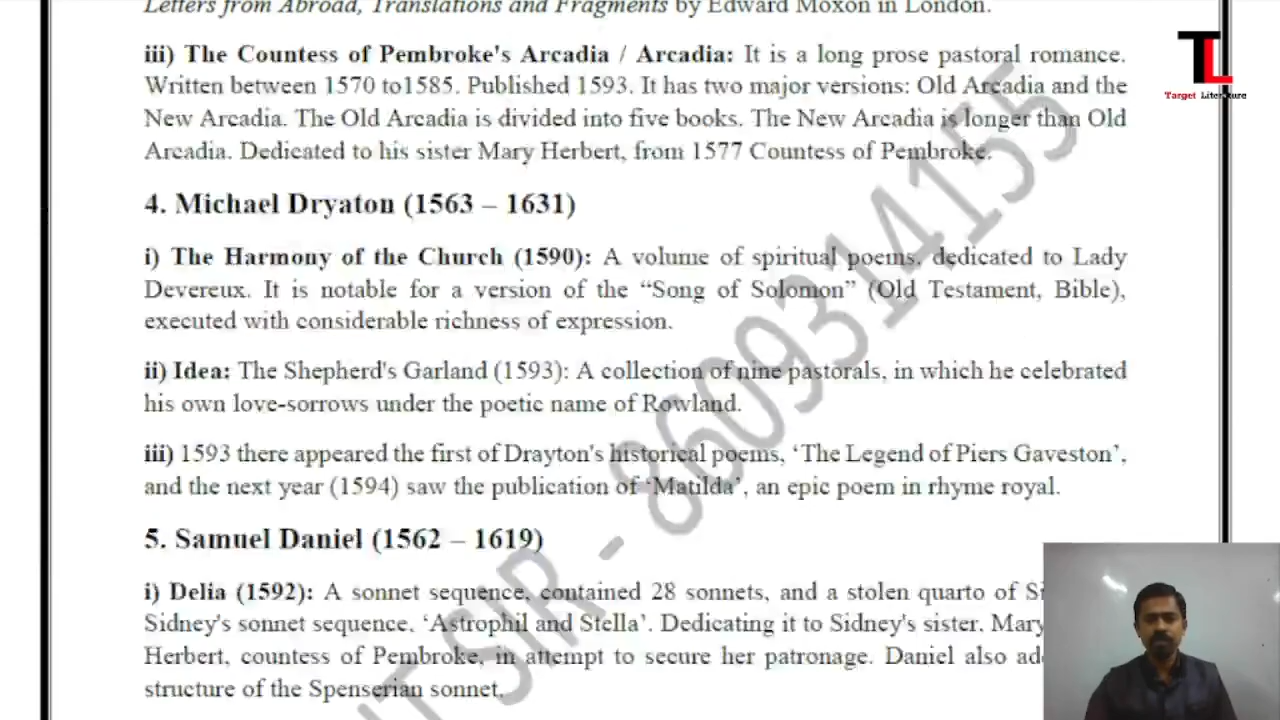 Letters from Abroad, Translations and Fragments by Edward Moxon in London.
TL
Target Literature
iii) The Countess of Pembroke's Arcadia / Arcadia: It is a long prose pastoral romance.
Written between 1570 to1585. Published 1593. It has two major versions: Old Arcadia and the
New Arcadia. The Old Arcadia is divided into five books. The New Arcadia is longer than Old
Arcadia. Dedicated to his sister Mary Herbert, from 1577 Countess of Pembroke.
4. Michael Dryaton (1563 – 1631)
i) The Harmony of the Church (1590): A volume of spiritual poems, dedicated to Lady
Devereux. It is notable for a version of the “Song of Solomon” (Old Testament, Bible),
executed with considerable richness of expression.
ii) Idea: The Shepherd's Garland (1593): A collection of nine pastorals, in which he celebrated
his own love-sorrows under the poetic name of Rowland.
iii) 1593 there appeared the first of Drayton's historical poems, ‘The Legend of Piers Gaveston’,
and the next year (1594) saw the publication of ‘Matilda’, an epic poem in rhyme royal.
5. Samuel Daniel (1562 – 1619)
i) Delia (1592): A sonnet sequence, contained 28 sonnets, and a stolen quarto of
Sidney's sonnet sequence, ‘Astrophil and Stella’. Dedicating it to Sidney's sister, Mary
Herbert, countess of Pembroke, in attempt to secure her patronage. Daniel also
structure of the Spenserian sonnet.
SIR - 8609314155